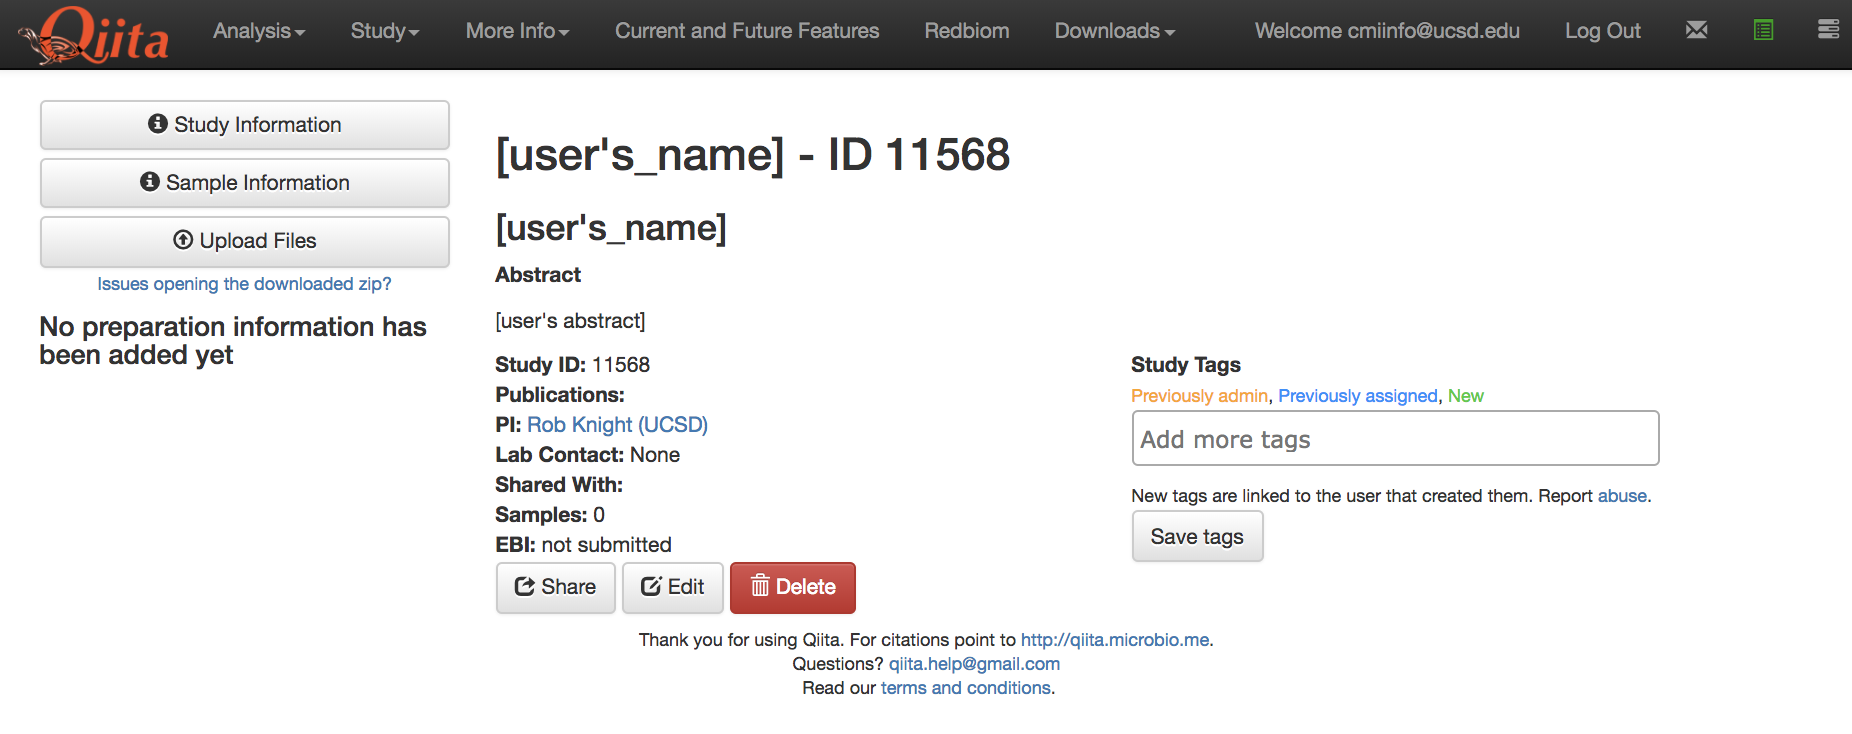 Qiita Analysis Study More Info Current and Future Features Redbiom Downloads Welcome cmiinfo@ucsd.edu Log Out
Study Information
Sample Information
Upload Files
Issues opening the downloaded zip?
No preparation information has
been added yet
[user's_name] - ID 11568
[user's_name]
Abstract
[user's abstract]
Study ID: 11568
Publications:
PI: Rob Knight (UCSD)
Lab Contact: None
Shared With:
Samples: 0
EBI: not submitted
Share Edit Delete
Study Tags
Previously admin, Previously assigned, New
Add more tags
New tags are linked to the user that created them. Report abuse.
Save tags
Thank you for using Qiita. For citations point to http://qiita.microbio.me.
Questions? qiita.help@gmail.com
Read our terms and conditions.